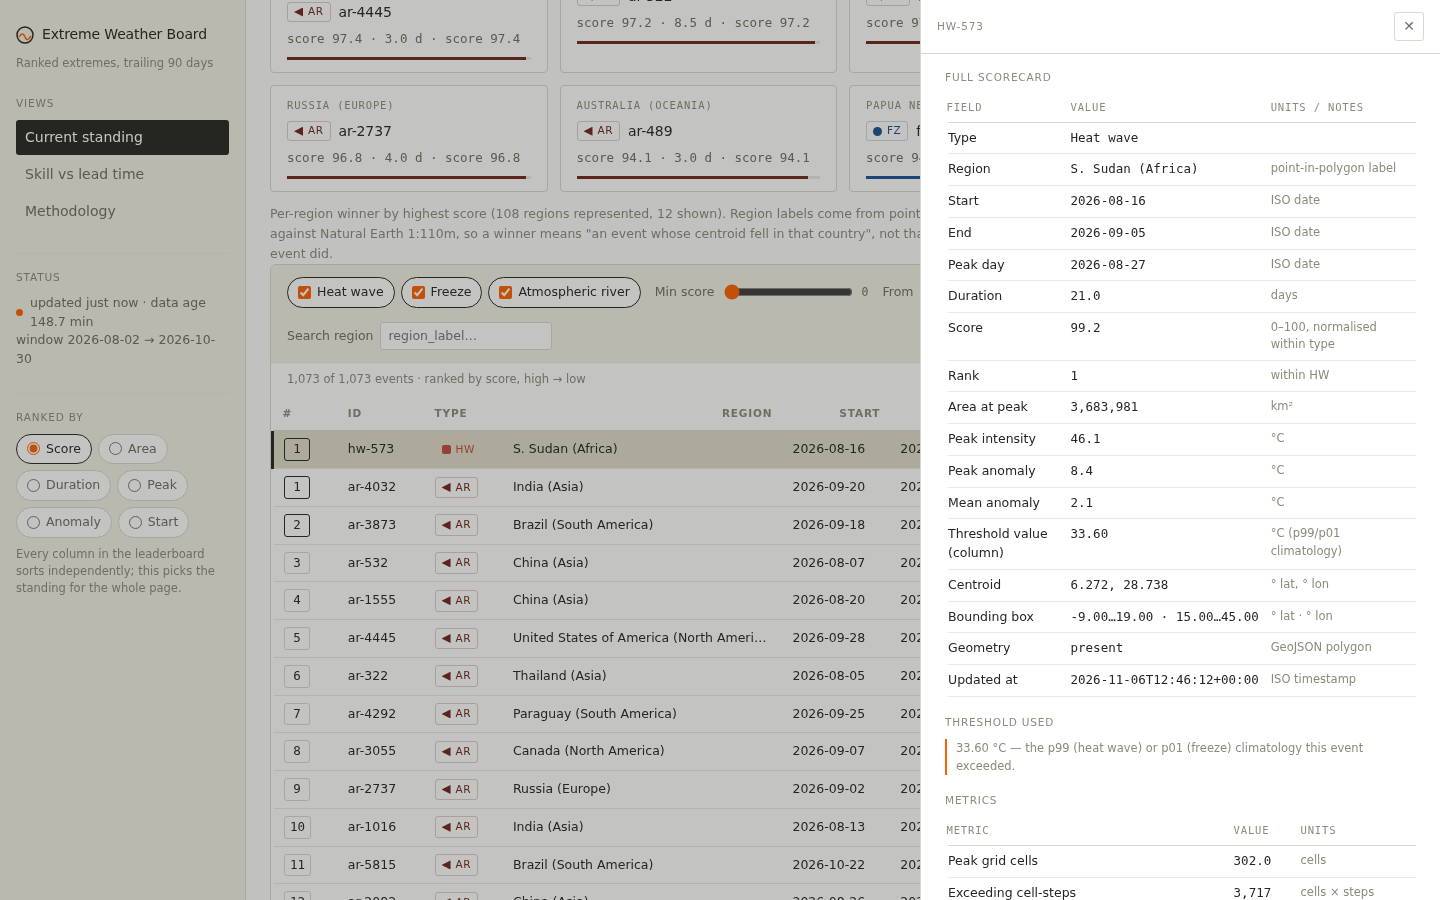 Extreme Weather Board
Ranked extremes, trailing 90 days
VIEWS
Current standing
Skill vs lead time
Methodology
STATUS
updated just now · data age
148.7 min
window 2026-08-02 → 2026-10-
30
RANKED BY
Score
Area
Duration
Peak
Anomaly
Start
Every column in the leaderboard
sorts independently; this picks the
standing for the whole page.
◀ AR ar-4445
score 97.4 · 3.0 d · score 97.4
score 97.2 · 8.5 d · score 97.2
RUSSIA (EUROPE)
◀ AR ar-2737
score 96.8 · 4.0 d · score 96.8
AUSTRALIA (OCEANIA)
◀ AR ar-489
score 94.1 · 3.0 d · score 94.1
PAPUA NE
FZ
score 9
Per-region winner by highest score (108 regions represented, 12 shown). Region labels come from point
against Natural Earth 1:110m, so a winner means "an event whose centroid fell in that country", not tha
event did.
Heat wave
Freeze
Atmospheric river
Min score 0
From
Search region region_label…
1,073 of 1,073 events · ranked by score, high → low
# ID TYPE REGION START
1 hw-573 HW S. Sudan (Africa) 2026-08-16 202
1 ar-4032 ◀ AR India (Asia) 2026-09-20 202
2 ar-3873 ◀ AR Brazil (South America) 2026-09-18 202
3 ar-532 ◀ AR China (Asia) 2026-08-07 202
4 ar-1555 ◀ AR China (Asia) 2026-08-20 202
5 ar-4445 ◀ AR United States of America (North Ameri… 2026-09-28 202
6 ar-322 ◀ AR Thailand (Asia) 2026-08-05 202
7 ar-4292 ◀ AR Paraguay (South America) 2026-09-25 202
8 ar-3055 ◀ AR Canada (North America) 2026-09-07 202
9 ar-2737 ◀ AR Russia (Europe) 2026-09-02 202
10 ar-1016 ◀ AR India (Asia) 2026-08-13 202
11 ar-5815 ◀ AR Brazil (South America) 2026-10-22 202
HW-573
✕
FULL SCORECARD
FIELD VALUE UNITS / NOTES
Type Heat wave
Region S. Sudan (Africa) point-in-polygon label
Start 2026-08-16 ISO date
End 2026-09-05 ISO date
Peak day 2026-08-27 ISO date
Duration 21.0 days
Score 99.2 0–100, normalised
within type
Rank 1 within HW
Area at peak 3,683,981 km²
Peak intensity 46.1 °C
Peak anomaly 8.4 °C
Mean anomaly 2.1 °C
Threshold value 33.60 °C (p99/p01
(column) climatology)
Centroid 6.272, 28.738 ° lat, ° lon
Bounding box -9.00…19.00 · 15.00…45.00 ° lat · ° lon
Geometry present GeoJSON polygon
Updated at 2026-11-06T12:46:12+00:00 ISO timestamp
THRESHOLD USED
33.60 °C — the p99 (heat wave) or p01 (freeze) climatology this event
exceeded.
METRICS
METRIC VALUE UNITS
Peak grid cells 302.0 cells
Exceeding cell-steps 3,717 cells × steps